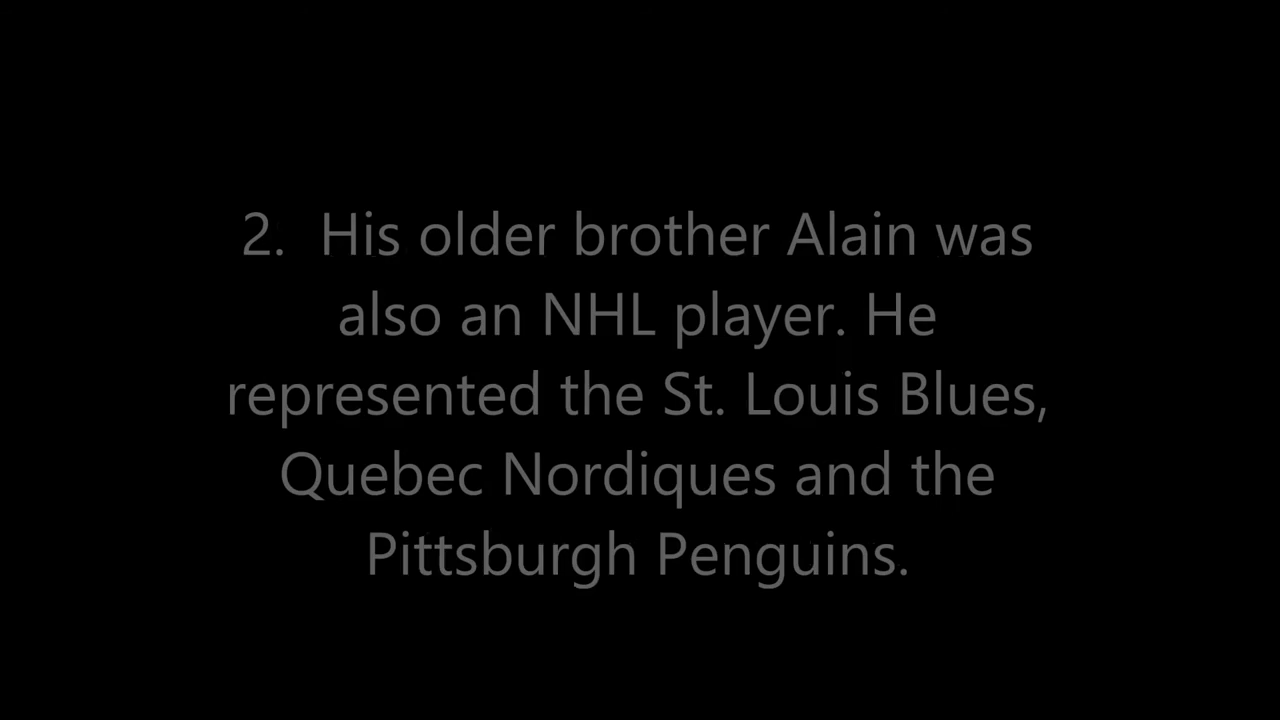 2.  His older brother Alain was
also an NHL player. He
represented the St. Louis Blues,
Quebec Nordiques and the
Pittsburgh Penguins.